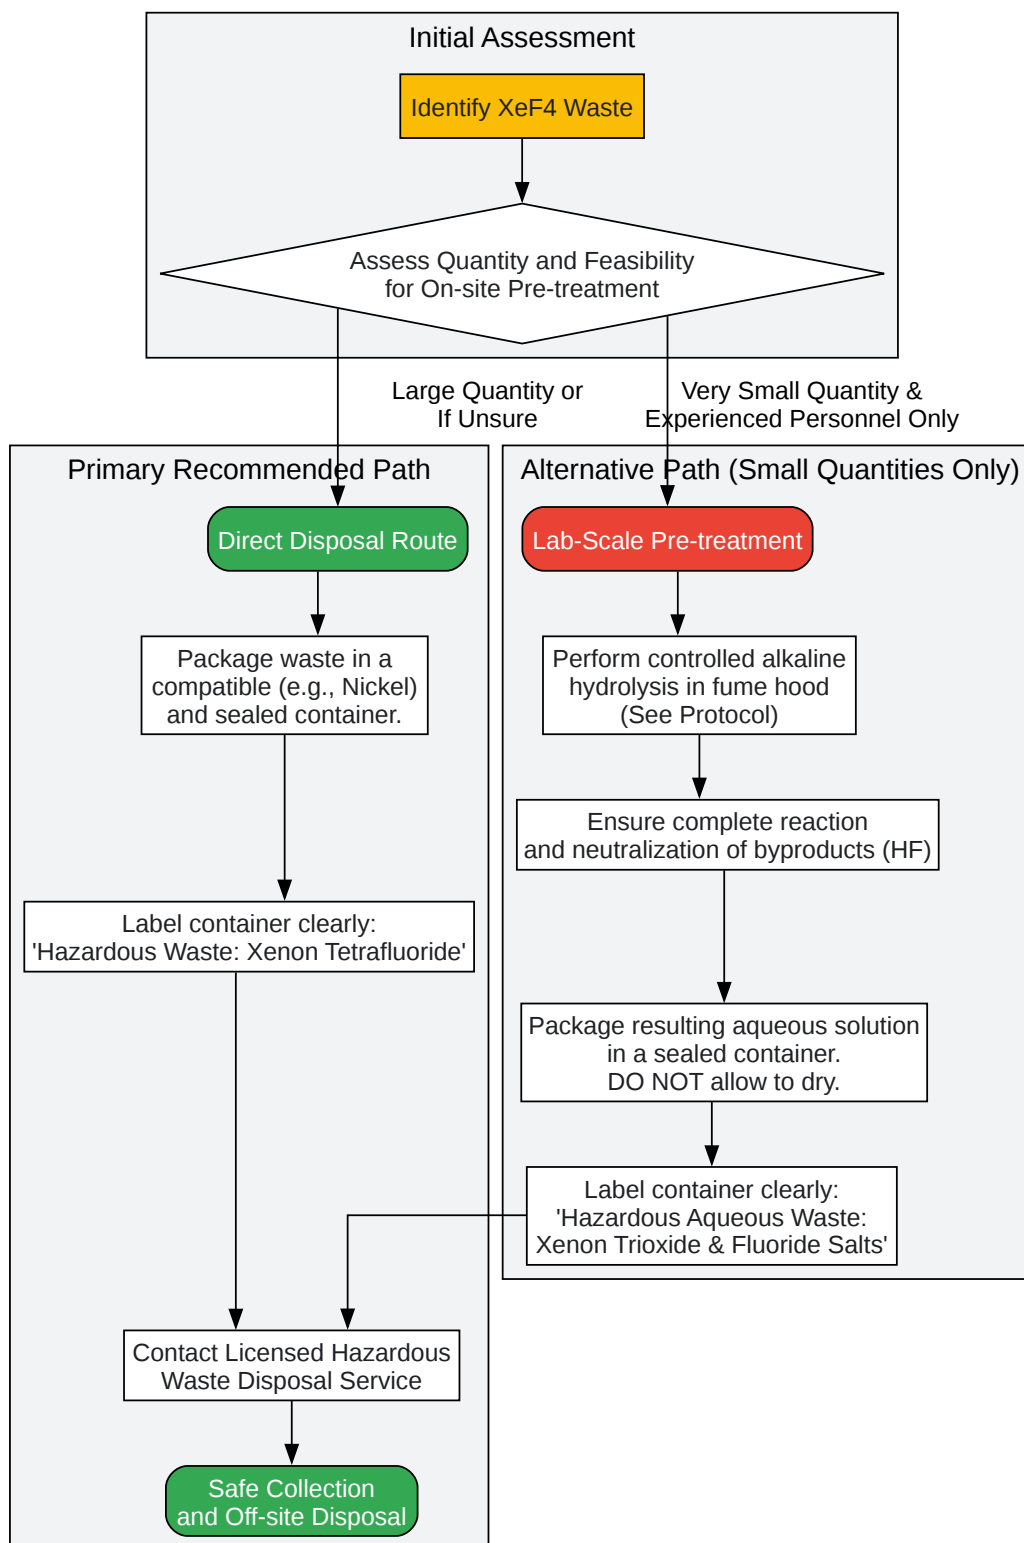 Initial Assessment
Identify XeF4 Waste
Assess Quantity and Feasibility
for On-site Pre-treatment
Large Quantity or
If Unsure
Very Small Quantity &
Experienced Personnel Only
Primary Recommended Path
Direct Disposal Route
Package waste in a
compatible (e.g., Nickel)
and sealed container.
Label container clearly:
'Hazardous Waste: Xenon Tetrafluoride'
Alternative Path (Small Quantities Only)
Lab-Scale Pre-treatment
Perform controlled alkaline
hydrolysis in fume hood
(See Protocol)
Ensure complete reaction
and neutralization of byproducts (HF)
Package resulting aqueous solution
in a sealed container.
DO NOT allow to dry.
Label container clearly:
'Hazardous Aqueous Waste:
Xenon Trioxide & Fluoride Salts'
Contact Licensed Hazardous
Waste Disposal Service
Safe Collection
and Off-site Disposal